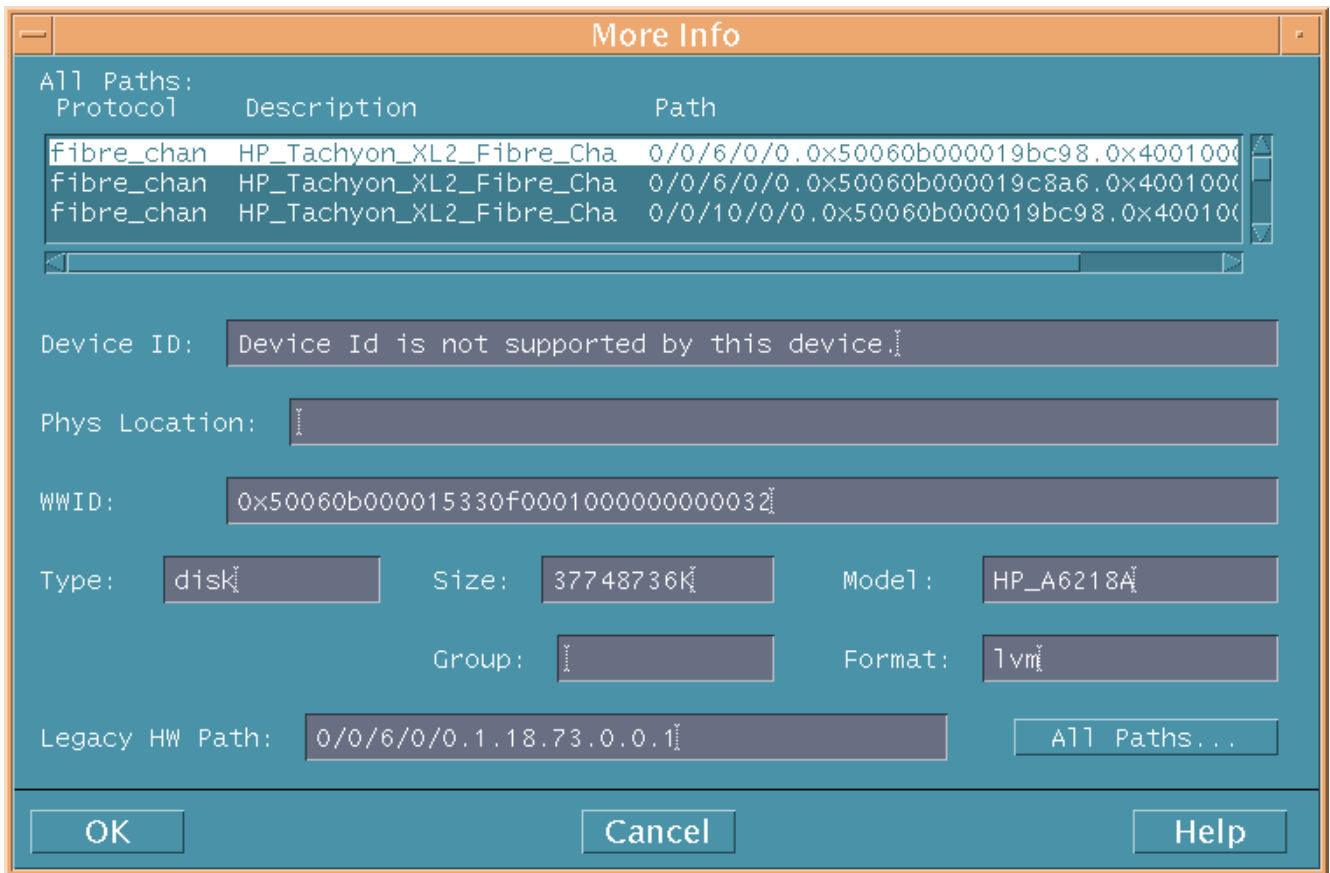 More Info
All Paths:
Protocol Description Path
fibre_chan HP_Tachyon_XL2_Fibre_Cha 0/0/6/0/0.0x50060b000019bc98.0x400100(
fibre_chan HP_Tachyon_XL2_Fibre_Cha 0/0/6/0/0.0x50060b000019c8a6.0x400100(
fibre_chan HP_Tachyon_XL2_Fibre_Cha 0/0/10/0/0.0x50060b000019bc98.0x40010(
Device ID: Device Id is not supported by this device.
Phys Location:
WWID: 0x50060b000015330f0001000000000032
Type: disk Size: 37748736K Model: HP_A6218A
Group: Format: lvm
Legacy HW Path: 0/0/6/0/0.1.18.73.0.0.1 All Paths...
OK Cancel Help